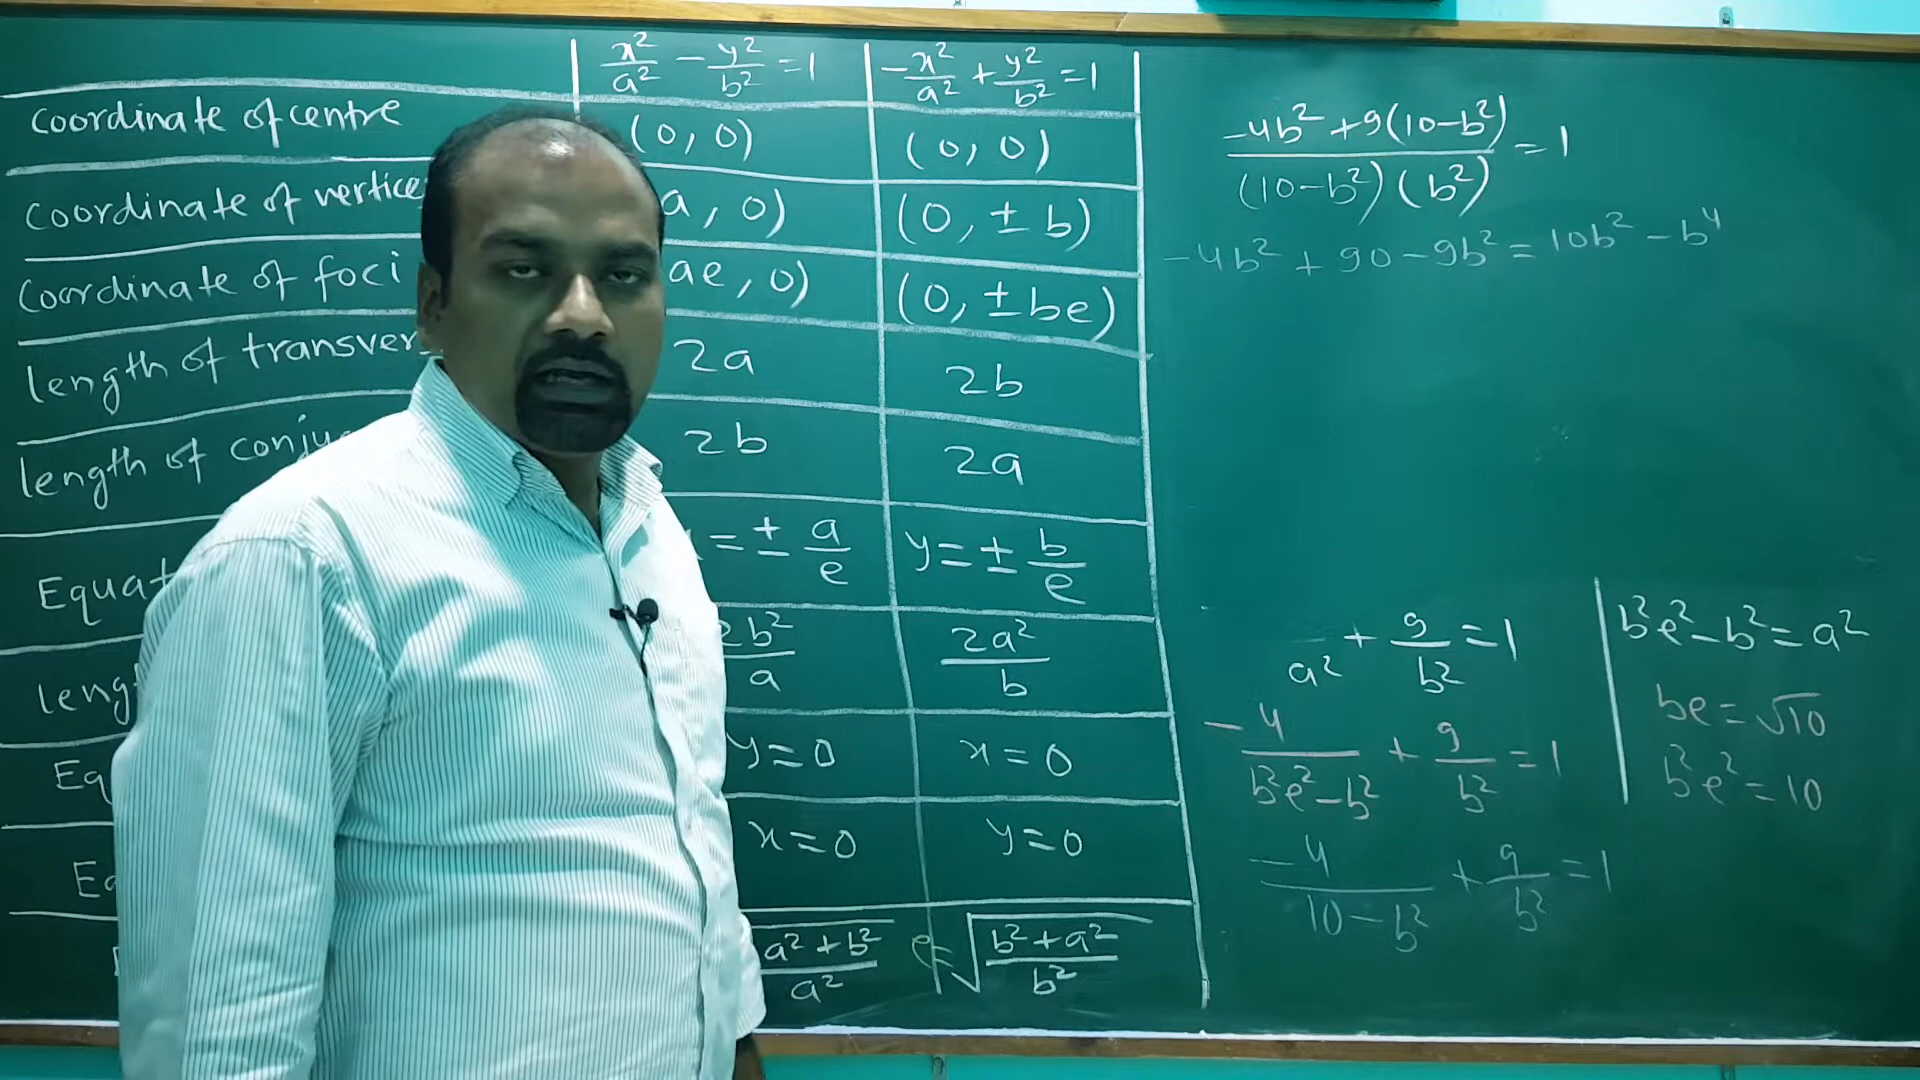 x²/a² − y²/b² = 1
−x²/a² + y²/b² = 1
coordinate of centre (0, 0) (0, 0)
coordinate of vertice a, 0) (0, ± b)
coordinate of foci ae, 0) (0, ± be)
length of transver 2a 2b
length of conju 2b 2a
Equat = ± a/e y = ± b/e
leng 2b²/a 2a²/b
Eq y = 0 x = 0
Eq x = 0 y = 0
a² + b²/a² e = √(b² + a²/b²)
−4b² + 9(10 − b²)/(10 − b²)(b²) = 1
−4b² + 90 − 9b² = 10b² − b⁴
a² + 9/b² = 1
−4/b²e² − b² + 9/b² = 1
−4/10 − b² + 9/b² = 1
b²e² − b² = a²
be = √10
b²e² = 10